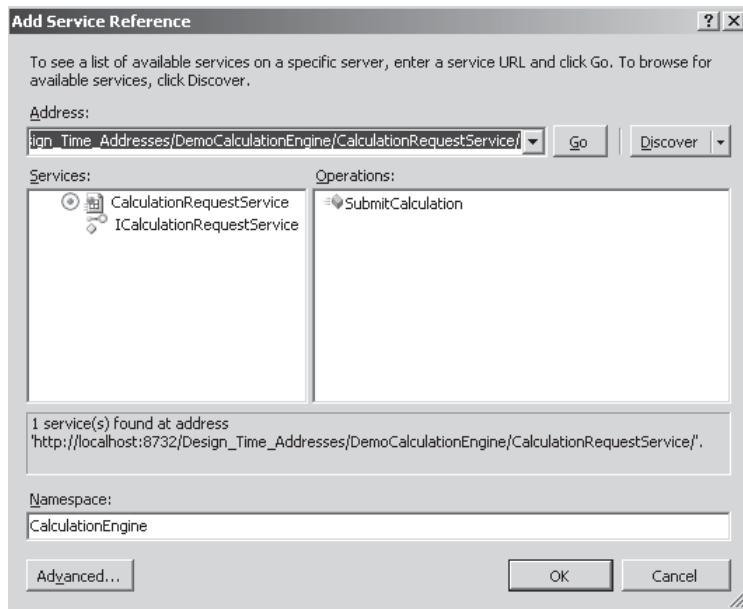 Add Service Reference
To see a list of available services on a specific server, enter a service URL and click Go. To browse for
available services, click Discover.
Address:
ign_Time_Addresses/DemoCalculationEngine/CalculationRequestService/
Go
Discover
Services:
Operations:
CalculationRequestService
ICalculationRequestService
SubmitCalculation
1 service(s) found at address
'http://localhost:8732/Design_Time_Addresses/DemoCalculationEngine/CalculationRequestService/'.
Namespace:
CalculationEngine
Advanced...
OK
Cancel